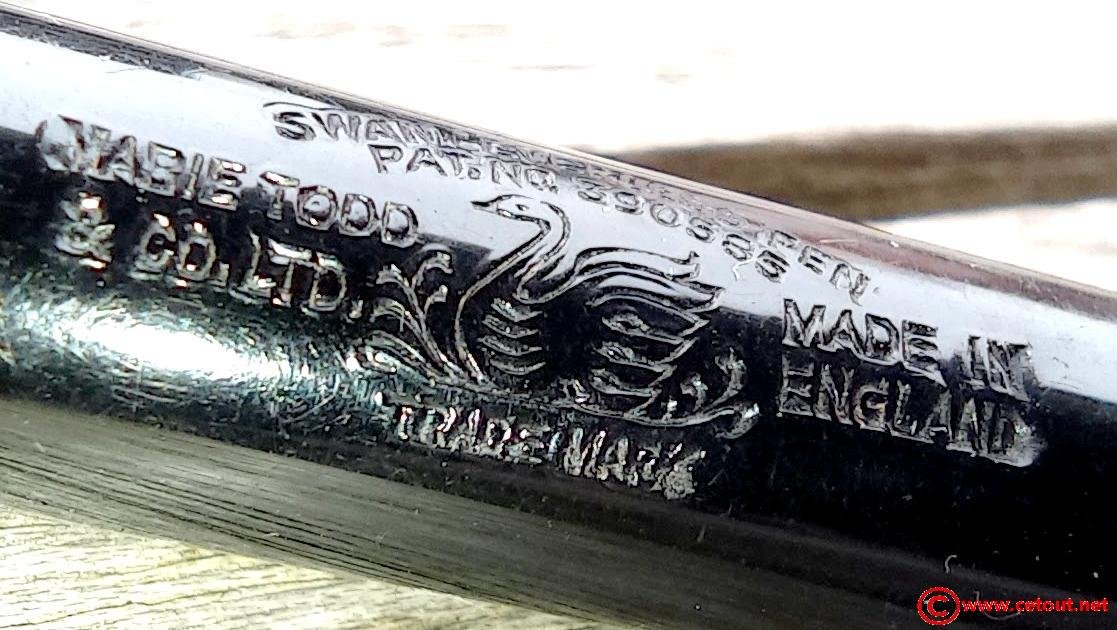 MABIE TODD
& CO. LTD.
SWAN PEN
PAT. NO 390585
TRADE MARK
MADE IN
ENGLAND
© www.cetout.net